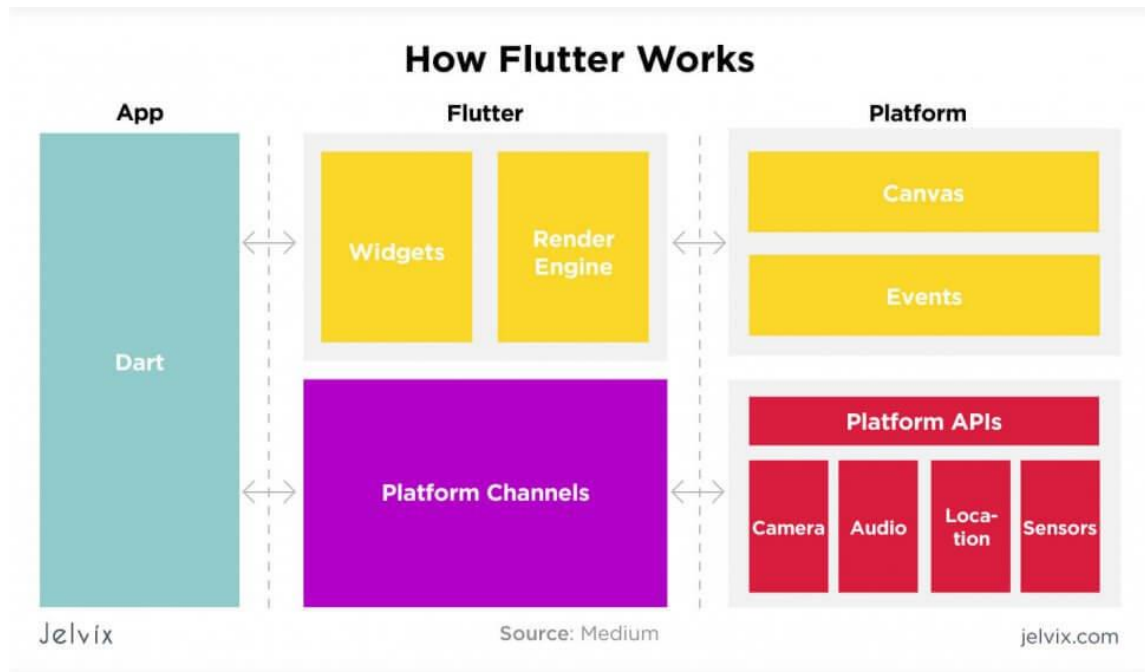 How Flutter Works
App
Flutter
Platform
Dart
Widgets
Render
Engine
Canvas
Events
Platform Channels
Platform APIs
Camera
Audio
Loca-
tion
Sensors
Jelvix
Source: Medium
jelvix.com